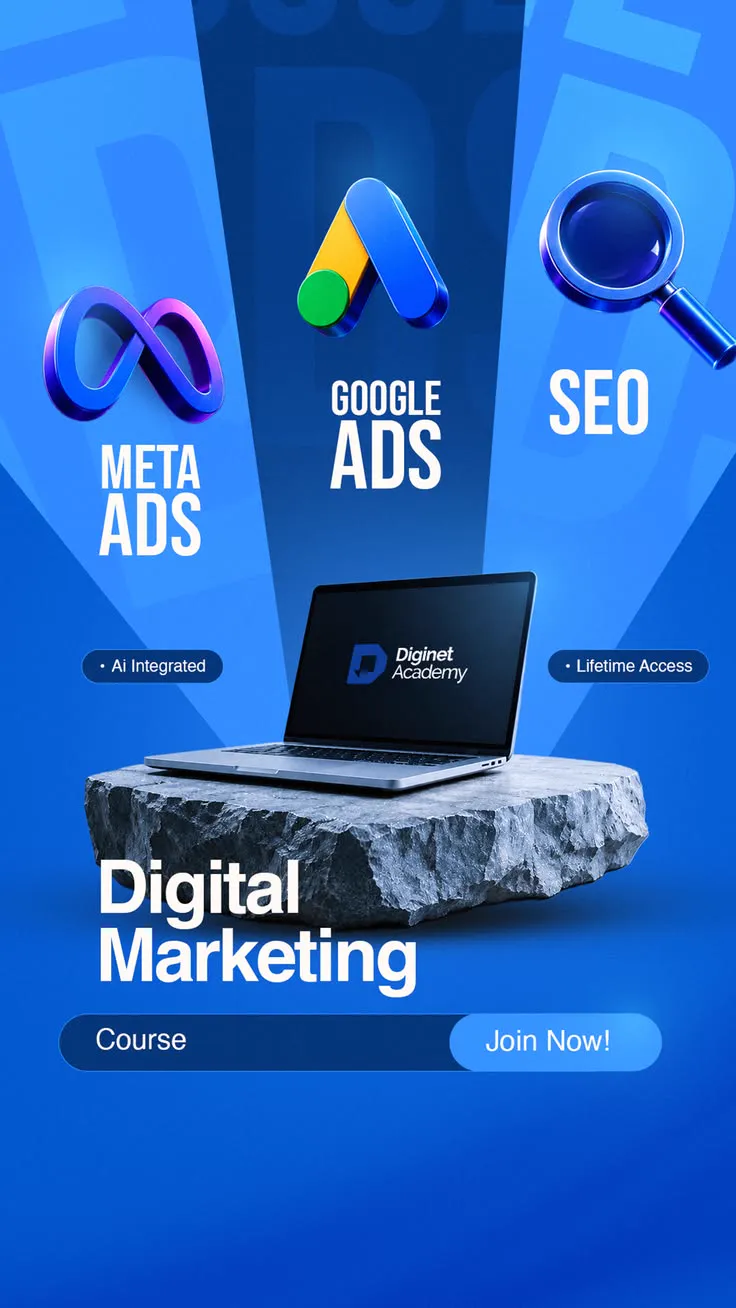 META
ADS
GOOGLE
ADS
SEO
• Ai Integrated
Diginet
Academy
• Lifetime Access
Digital
Marketing
Course
Join Now!